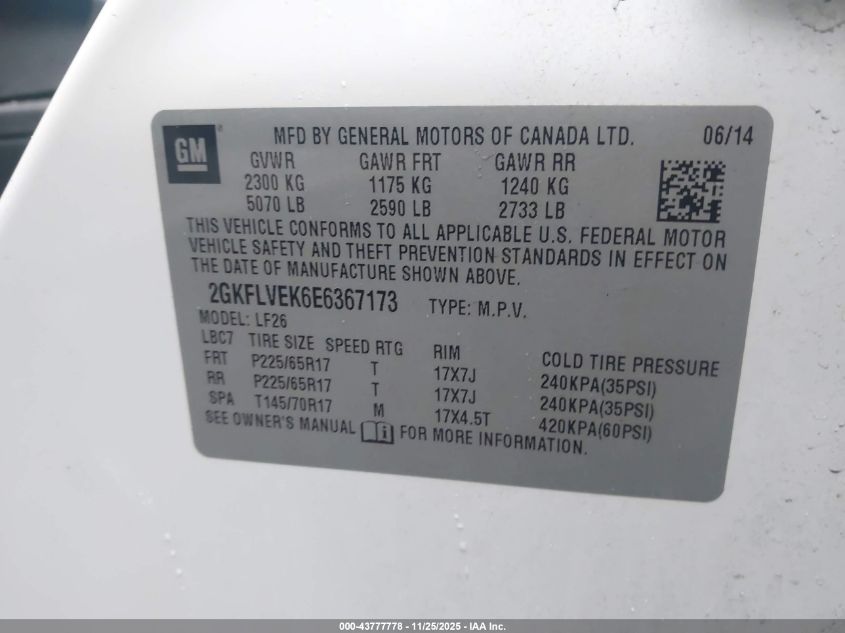 GM ® MFD BY GENERAL MOTORS OF CANADA LTD. 06/14
GVWR GAWR FRT GAWR RR
2300 KG 1175 KG 1240 KG
5070 LB 2590 LB 2733 LB
THIS VEHICLE CONFORMS TO ALL APPLICABLE U.S. FEDERAL MOTOR
VEHICLE SAFETY AND THEFT PREVENTION STANDARDS IN EFFECT ON
THE DATE OF MANUFACTURE SHOWN ABOVE.
2GKFLVEK6E6367173 TYPE: M.P.V.
MODEL: LF26
LBC7 TIRE SIZE SPEED RTG RIM COLD TIRE PRESSURE
FRT P225/65R17 T 17X7J 240KPA(35PSI)
RR P225/65R17 T 17X7J 240KPA(35PSI)
SPA T145/70R17 M 17X4.5T 420KPA(60PSI)
SEE OWNER'S MANUAL FOR MORE INFORMATION.
000-43777778 - 11/25/2025 - IAA Inc.